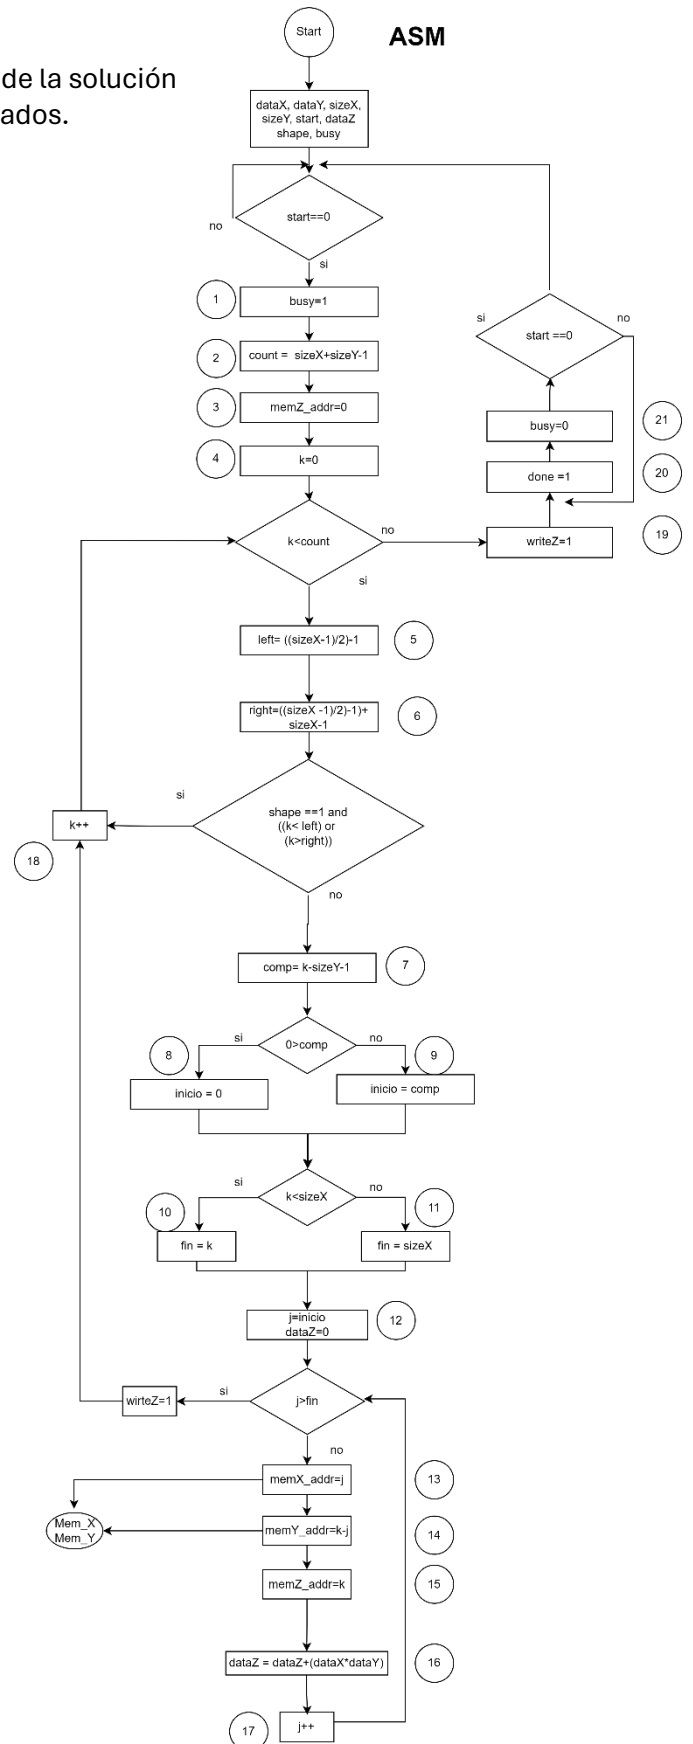 Start
ASM
de la solución
ados.
dataX, dataY, sizeX,
sizeY, start, dataZ
shape, busy
start==0
no
si
1
busy=1
2
count = sizeX+sizeY-1
3
memZ_addr=0
4
k=0
si
no
start ==0
busy=0
21
done =1
20
k<count
no
writeZ=1
19
si
left= ((sizeX-1)/2)-1
5
right=((sizeX -1)/2)-1)+
sizeX-1
6
si
shape ==1 and
((k< left) or
(k>right))
k++
18
no
comp= k-sizeY-1
7
si
0>comp
no
8
9
inicio = 0
inicio = comp
si
k<sizeX
no
10
11
fin = k
fin = sizeX
j=inicio
dataZ=0
12
wirteZ=1
si
j>fin
no
memX_addr=j
13
Mem_X
Mem_Y
memY_addr=k-j
14
memZ_addr=k
15
dataZ = dataZ+(dataX*dataY)
16
17
j++